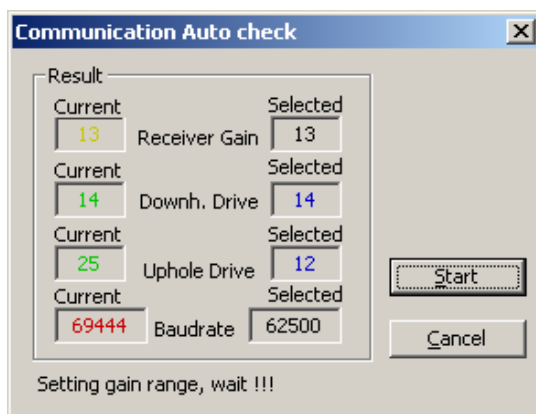 Communication Auto check
Result
Current Selected
13 Receiver Gain 13
Current Selected
14 Downh. Drive 14
Current Selected
25 Uphole Drive 12
Current Selected
69444 Baudrate 62500
Start
Cancel
Setting gain range, wait !!!